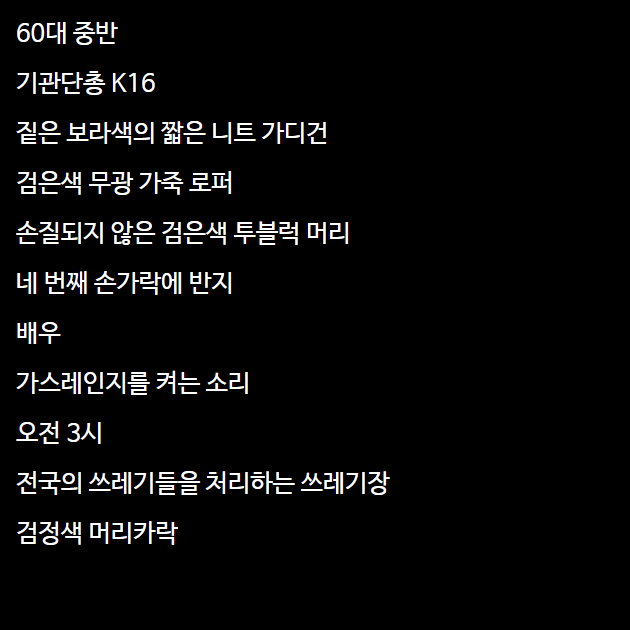 60대 중반
기관단총 K16
짙은 보라색의 짧은 니트 가디건
검은색 무광 가죽 로퍼
손질되지 않은 검은색 투블럭 머리
네 번째 손가락에 반지
배우
가스레인지를 켜는 소리
오전 3시
전국의 쓰레기들을 처리하는 쓰레기장
검정색 머리카락